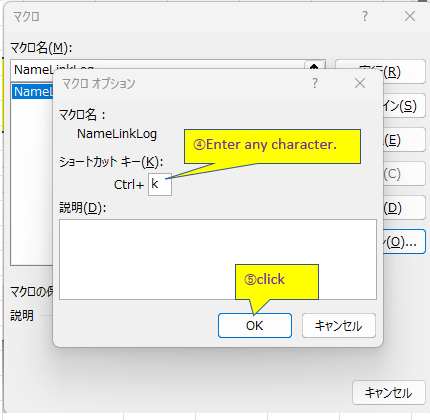 マクロ
? ×
マクロ名(M):
NameLinkLog
実行(R)
NameL
イン(S)
(E)
(C)
(D)
(O)...
マクロの保
説明
キャンセル
マクロ オプション
? ×
マクロ名：
NameLinkLog
④Enter any character.
ショートカット キー(K):
Ctrl+ k
説明(D):
⑤click
OK
キャンセル